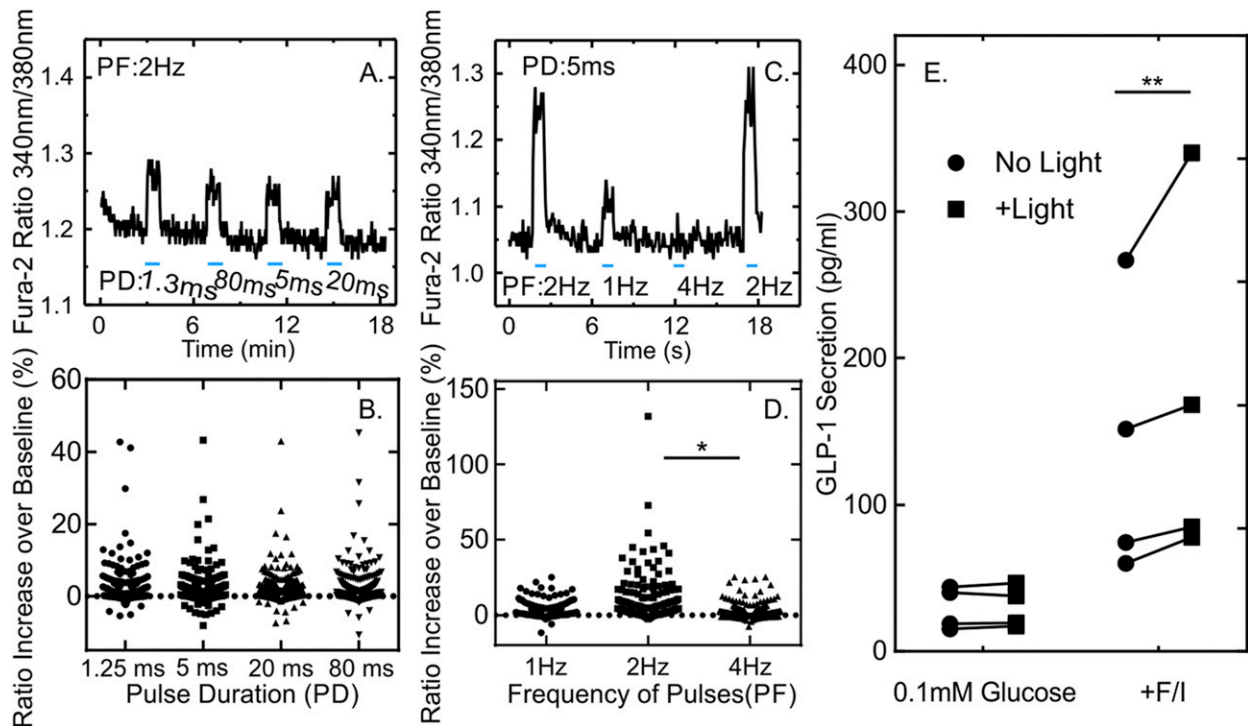 Fura-2 Ratio 340nm/380nm
1.4
1.3
1.2
1.1
PF:2Hz
A.
PD:1.3ms 80ms 5ms 20ms
0 6 12 18
Time (min)
Fura-2 Ratio 340nm/380nm
1.3
1.2
1.1
1.0
PD:5ms
C.
PF:2Hz 1Hz 4Hz 2Hz
0 6 12 18
Time (s)
Ratio Increase over Baseline (%)
60
40
20
0
B.
1.25 ms 5 ms 20 ms 80 ms
Pulse Duration (PD)
Ratio Increase over Baseline (%)
150
100
50
0
D.
*
1Hz 2Hz 4Hz
Frequency of Pulses(PF)
GLP-1 Secretion (pg/ml)
400
300
200
100
0
E.
**
No Light
+Light
0.1mM Glucose +F/I